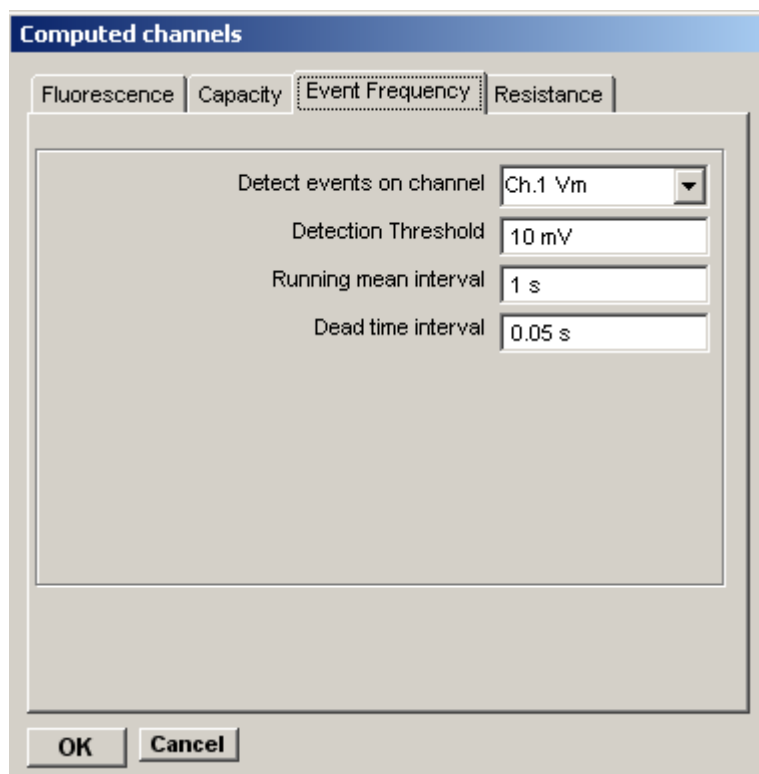 Computed channels
Fluorescence Capacity Event Frequency Resistance
Detect events on channel Ch.1 Vm
Detection Threshold 10 mV
Running mean interval 1 s
Dead time interval 0.05 s
OK Cancel